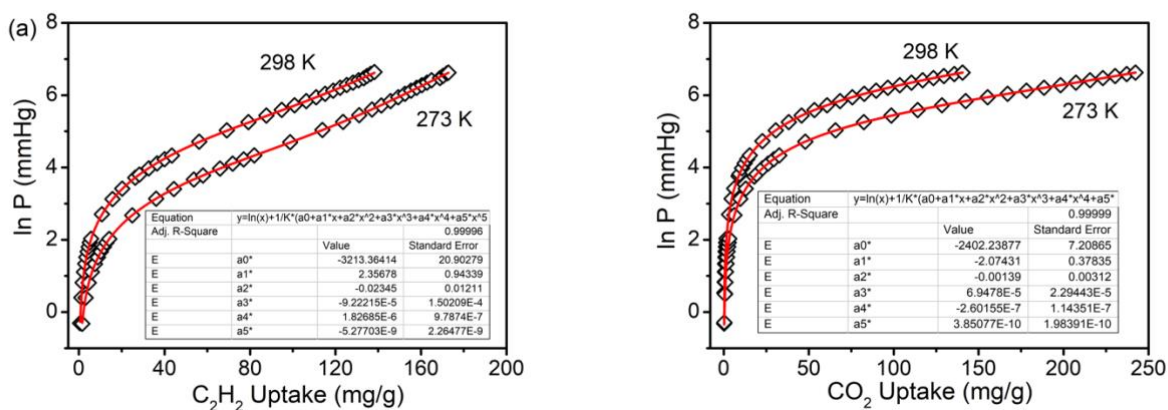 (a)
8
6
4
2
0
ln P (mmHg)
298 K
273 K
Equation y=ln(x)+1/K*(a0+a1*x+a2*x^2+a3*x^3+a4*x^4+a5*x^5
Adj. R-Square 0.99996
Value Standard Error
E a0* -3213.36414 20.90279
E a1* 2.35678 0.94339
E a2* -0.02345 0.01211
E a3* -9.22215E-5 1.50209E-4
E a4* 1.82685E-6 9.7874E-7
E a5* -5.27703E-9 2.26477E-9
0 40 80 120 160 200
C₂H₂ Uptake (mg/g)
8
6
4
2
0
ln P (mmHg)
298 K
273 K
Equation y=ln(x)+1/K*(a0+a1*x+a2*x^2+a3*x^3+a4*x^4+a5*
Adj. R-Square 0.99999
Value Standard Error
E a0* -2402.23877 7.20865
E a1* -2.07431 0.37835
E a2* -0.00139 0.00312
E a3* 6.9478E-5 2.29443E-5
E a4* -2.60155E-7 1.14351E-7
E a5* 3.85077E-10 1.98391E-10
0 50 100 150 200 250
CO₂ Uptake (mg/g)